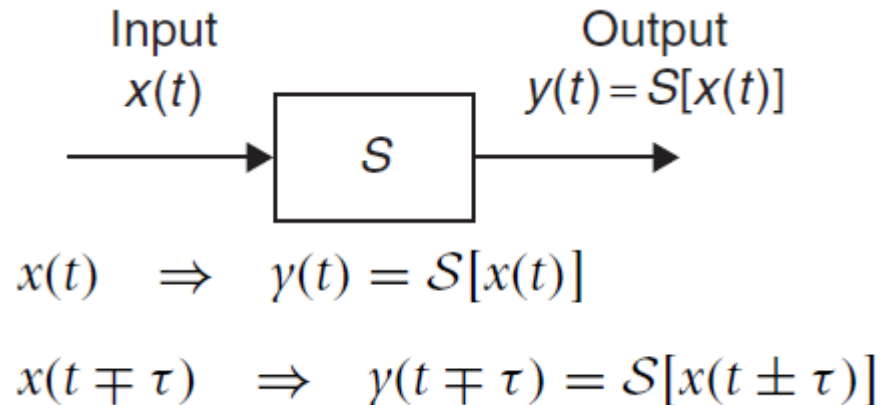 Input Output
x(t) y(t) = S[x(t)]
S
x(t) ⇒ y(t) = S[x(t)]
x(t ∓ τ) ⇒ y(t ∓ τ) = S[x(t ± τ)]